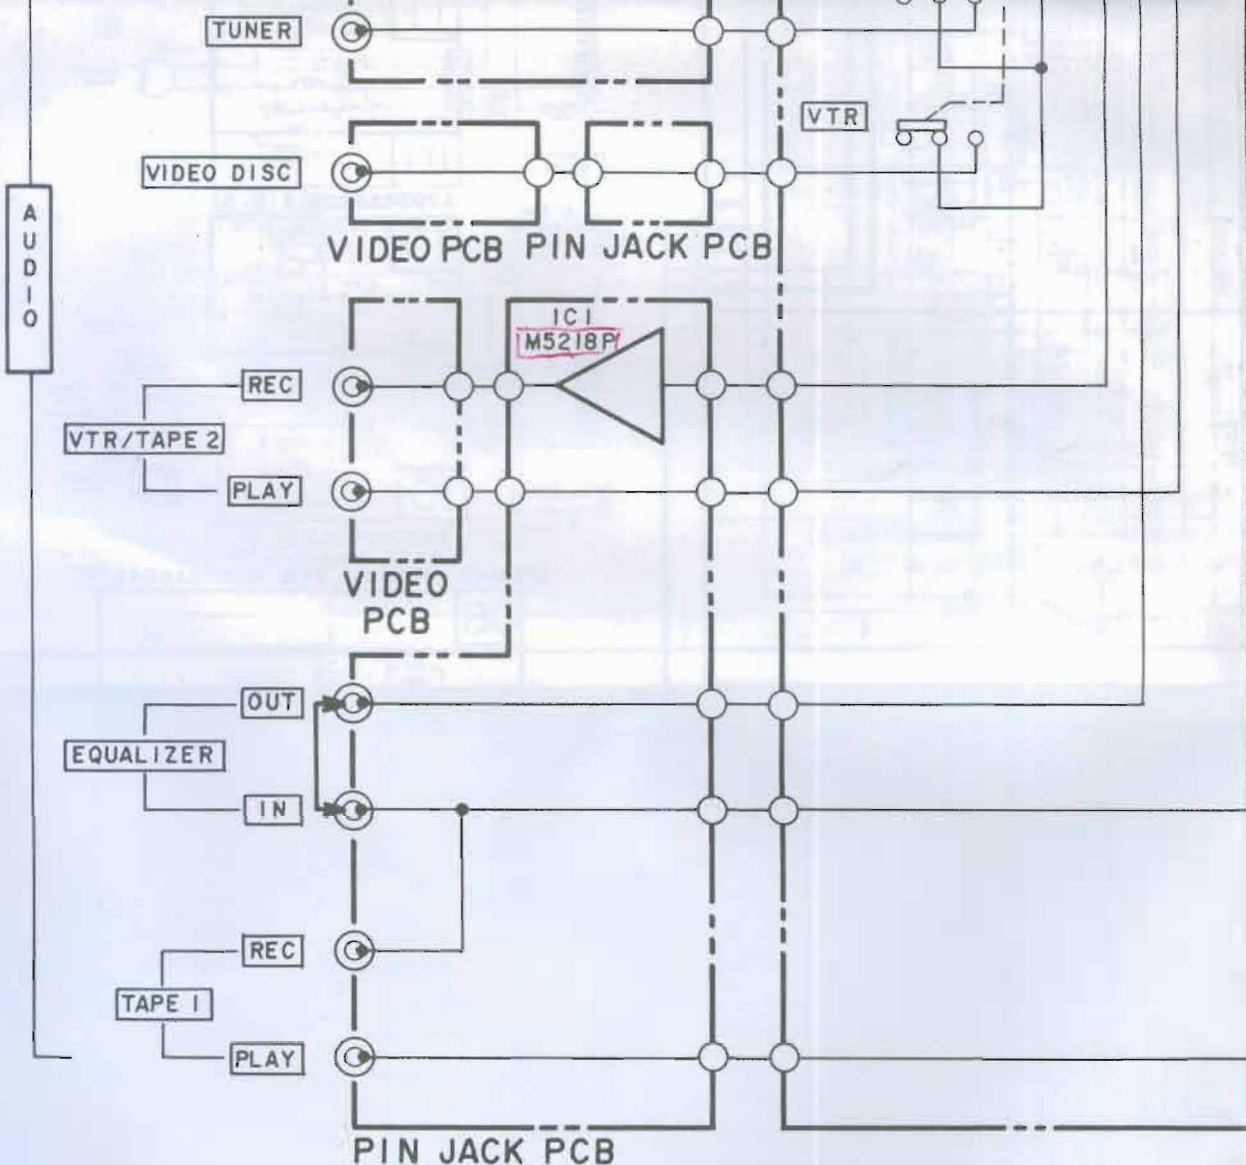 TUNER
VTR
VIDEO DISC
VIDEO PCB
PIN JACK PCB
AUDIO
IC1
M5218P
REC
VTR/TAPE 2
PLAY
VIDEO
PCB
OUT
EQUALIZER
IN
REC
TAPE 1
PLAY
PIN JACK PCB